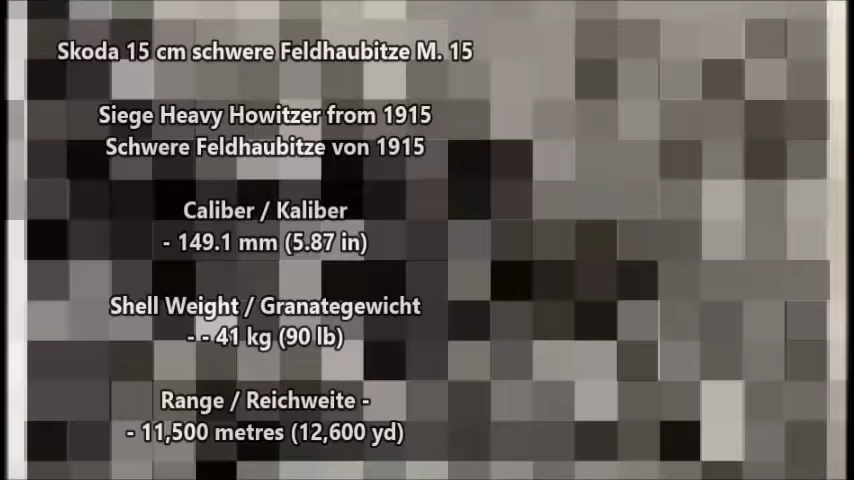 Skoda 15 cm schwere Feldhaubitze M. 15
Siege Heavy Howitzer from 1915
Schwere Feldhaubitze von 1915
Caliber / Kaliber
- 149.1 mm (5.87 in)
Shell Weight / Granategewicht
- - 41 kg (90 lb)
Range / Reichweite -
- 11,500 metres (12,600 yd)